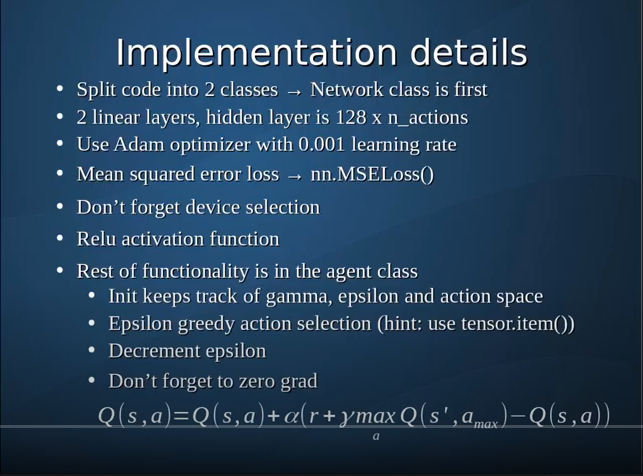 Implementation details
• Split code into 2 classes → Network class is first
• 2 linear layers, hidden layer is 128 x n_actions
• Use Adam optimizer with 0.001 learning rate
• Mean squared error loss → nn.MSELoss()
• Don’t forget device selection
• Relu activation function
• Rest of functionality is in the agent class
• Init keeps track of gamma, epsilon and action space
• Epsilon greedy action selection (hint: use tensor.item())
• Decrement epsilon
• Don’t forget to zero grad
Q(s,a)=Q(s,a)+α(r+γ max Q(s',a_max)−Q(s,a))
a